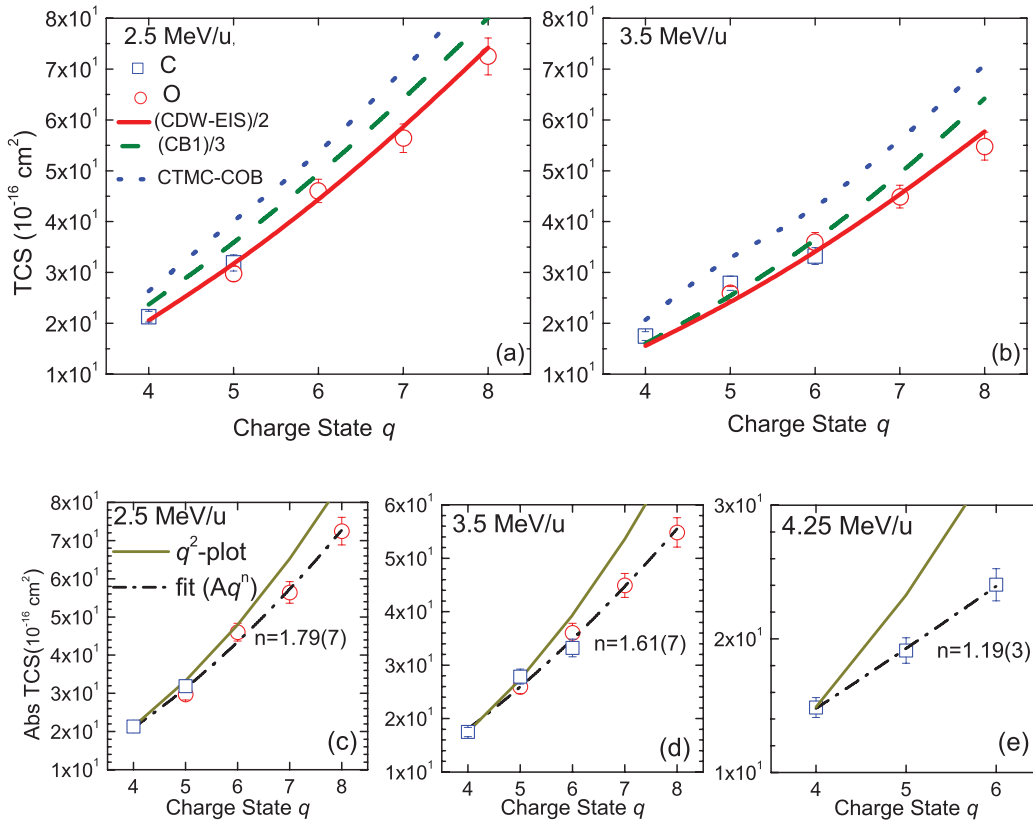 2.5 MeV/u,
C
O
(CDW-EIS)/2
(CB1)/3
CTMC-COB
8x10¹
7x10¹
6x10¹
5x10¹
4x10¹
3x10¹
2x10¹
1x10¹
TCS (10⁻¹⁶ cm²)
4 5 6 7 8
Charge State q
(a)
3.5 MeV/u
8x10¹
7x10¹
6x10¹
5x10¹
4x10¹
3x10¹
2x10¹
1x10¹
4 5 6 7 8
Charge State q
(b)
2.5 MeV/u
q²-plot
fit (Aqⁿ)
n=1.79(7)
8x10¹
7x10¹
6x10¹
5x10¹
4x10¹
3x10¹
2x10¹
1x10¹
Abs TCS(10⁻¹⁶ cm²)
4 5 6 7 8
Charge State q
(c)
3.5 MeV/u
n=1.61(7)
6x10¹
5x10¹
4x10¹
3x10¹
2x10¹
1x10¹
4 5 6 7 8
Charge State q
(d)
4.25 MeV/u
n=1.19(3)
3x10¹
2x10¹
1x10¹
4 5 6
Charge State q
(e)